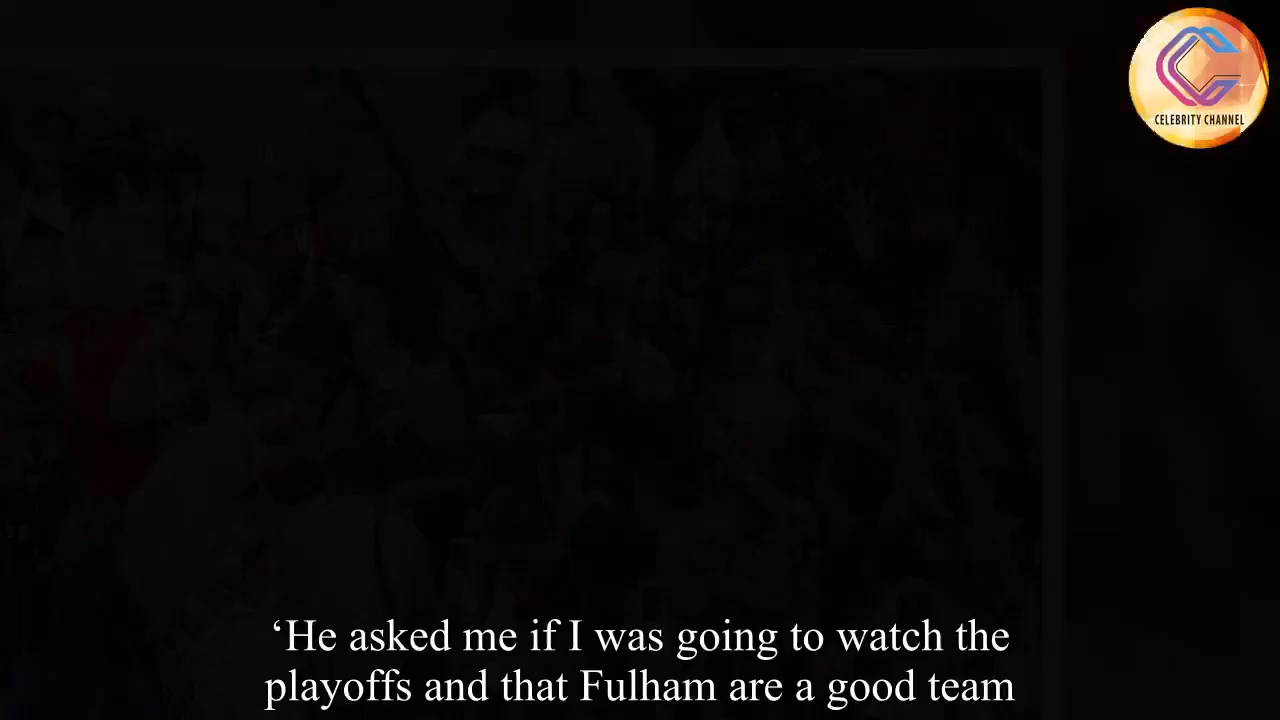 CELEBRITY CHANNEL
‘He asked me if I was going to watch the
playoffs and that Fulham are a good team